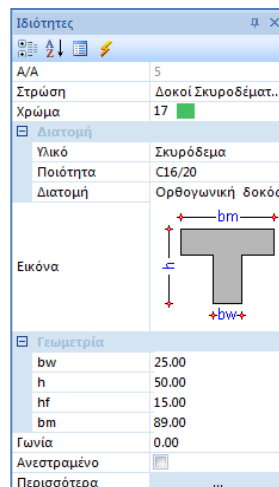 Ιδιότητες
A/A 5
Στρώση Δοκοί Σκυροδέματ..
Χρώμα 17
Διατομή
Υλικό Σκυρόδεμα
Ποιότητα C16/20
Διατομή Ορθογωνική δοκός
Εικόνα
bm
h
bw
Γεωμετρία
bw 25.00
h 50.00
hf 15.00
bm 89.00
Γωνία 0.00
Ανεστραμένο
Περισσότερα ...